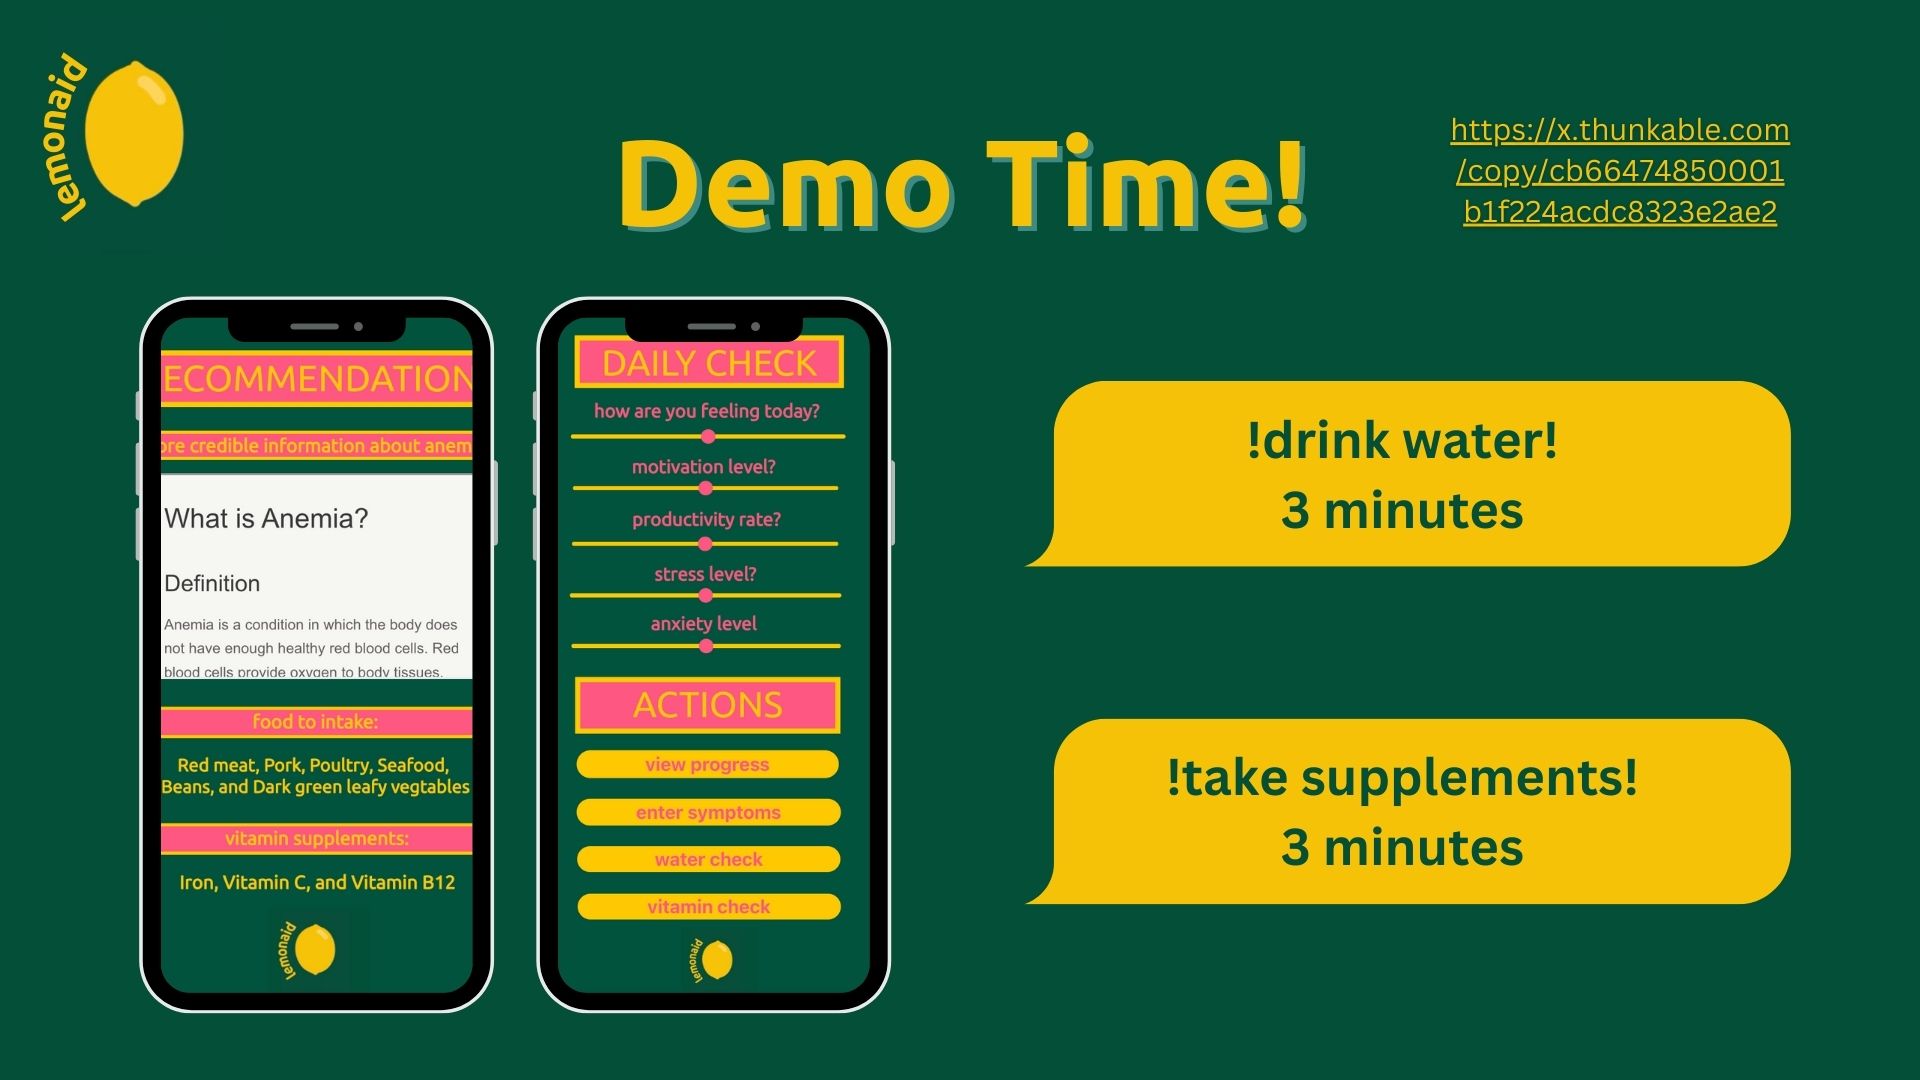 lemonaid
Demo Time!
https://x.thunkable.com
/copy/cb66474850001
b1f224acdc8323e2ae2
ECOMMENDATION
ore credible information about anem
What is Anemia?
Definition
Anemia is a condition in which the body does
not have enough healthy red blood cells. Red
blood cells provide oxygen to body tissues.
food to intake:
Red meat, Pork, Poultry, Seafood,
Beans, and Dark green leafy vegtables
vitamin supplements:
Iron, Vitamin C, and Vitamin B12
lemonaid
DAILY CHECK
how are you feeling today?
motivation level?
productivity rate?
stress level?
anxiety level
ACTIONS
view progress
enter symptoms
water check
vitamin check
lemonaid
!drink water!
3 minutes
!take supplements!
3 minutes